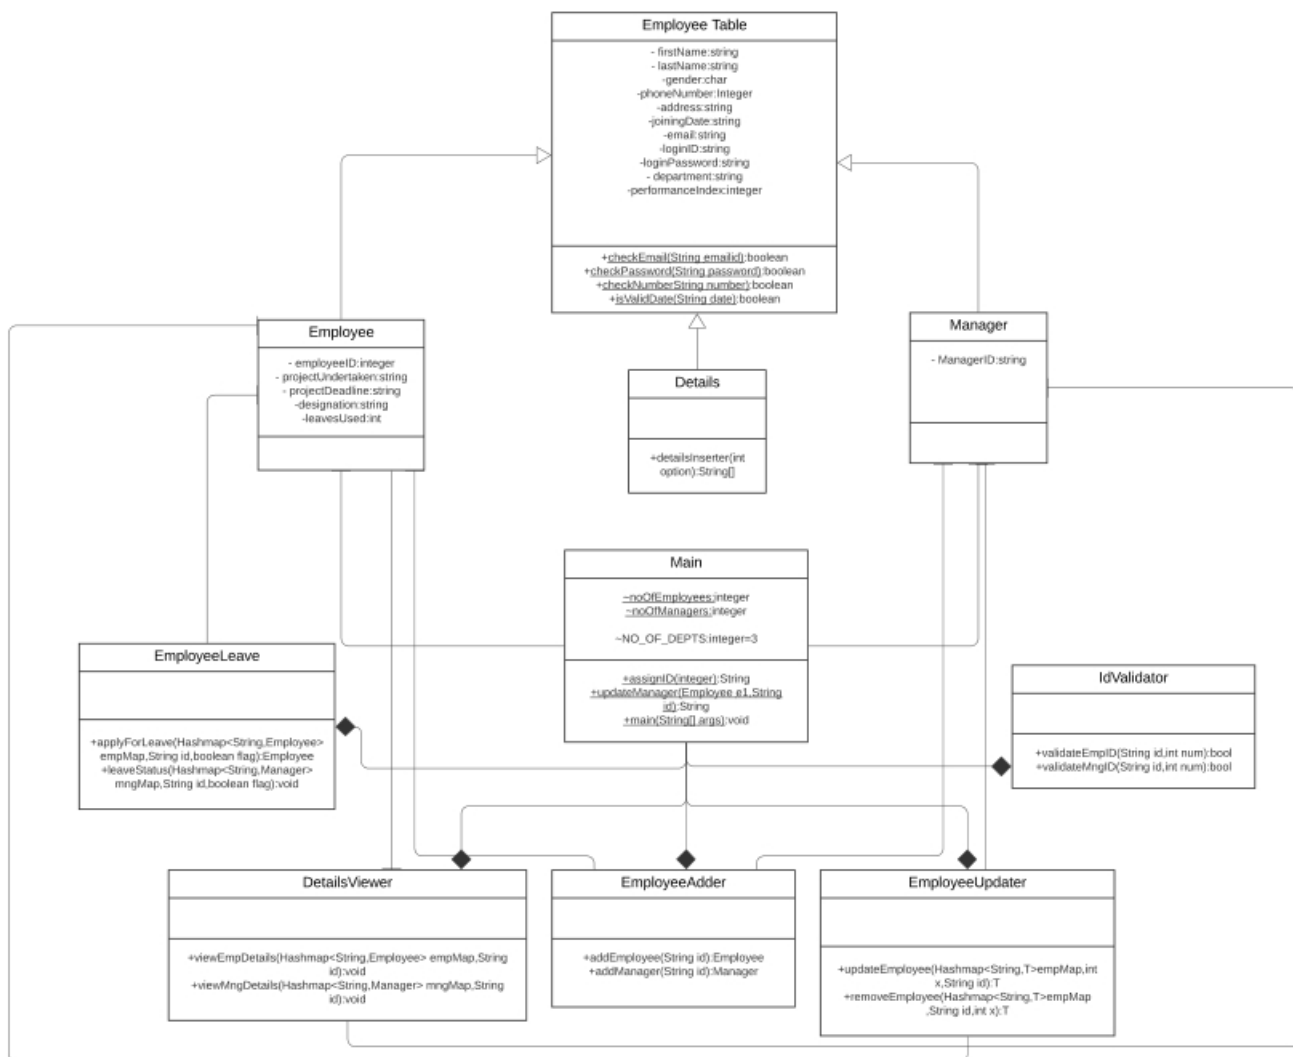 Employee Table
- firstName:string
- lastName:string
-gender:char
-phoneNumber:Integer
-address:string
-joiningDate:string
-email:string
-loginID:string
-loginPassword:string
- department:string
-performanceIndex:integer
+checkEmail(String emailid):boolean
+checkPassword(String password):boolean
+checkNumberString number):boolean
+isValidDate(String date):boolean
Employee
- employeeID:integer
- projectUndertaken:string
- projectDeadline:string
-designation:string
-leavesUsed:int
Details
+detailsInserter(int
option):String[]
Manager
- ManagerID:string
Main
~noOfEmployees:integer
~noOfManagers:integer
~NO_OF_DEPTS:integer=3
+assignID(integer):String
+updateManager(Employee e1,String
id):String
+main(String[] args):void
EmployeeLeave
+applyForLeave(Hashmap<String,Employee>
empMap,String id,boolean flag):Employee
+leaveStatus(Hashmap<String,Manager>
mngMap,String id,boolean flag):void
IdValidator
+validateEmpID(String id,int num):bool
+validateMngID(String id,int num):bool
DetailsViewer
+viewEmpDetails(Hashmap<String,Employee> empMap,String
id):void
+viewMngDetails(Hashmap<String,Manager> mngMap,String
id):void
EmployeeAdder
+addEmployee(String id):Employee
+addManager(String id):Manager
EmployeeUpdater
+updateEmployee(Hashmap<String,T>empMap,int
x,String id):T
+removeEmployee(Hashmap<String,T>empMap
,String id,int x):T